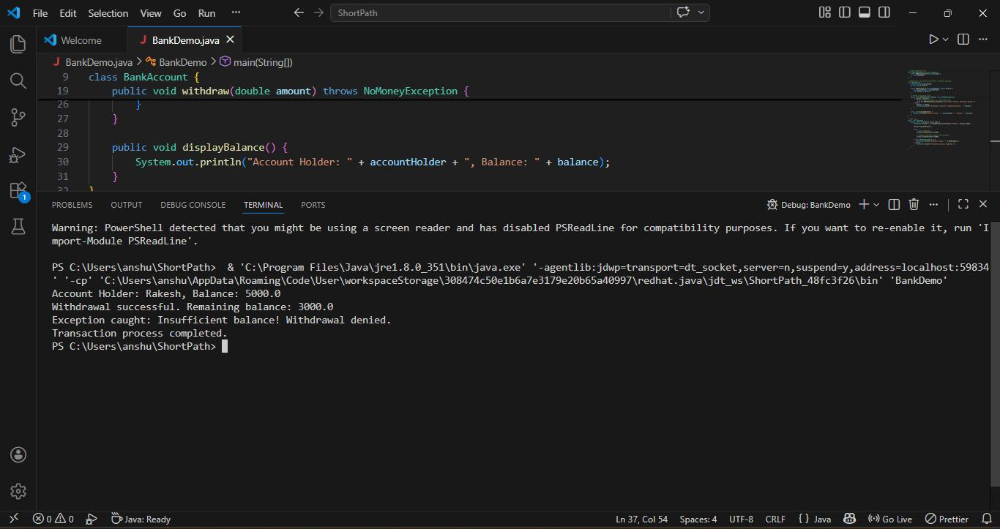 File Edit Selection View Go Run ··· ShortPath
Welcome J BankDemo.java
J BankDemo.java > BankDemo > main(String[])
9 class BankAccount {
19 public void withdraw(double amount) throws NoMoneyException {
26 }
27 }
28
29 public void displayBalance() {
30 System.out.println("Account Holder: " + accountHolder + ", Balance: " + balance);
31 }
32 }
1
PROBLEMS OUTPUT DEBUG CONSOLE TERMINAL PORTS Debug: BankDemo
Warning: PowerShell detected that you might be using a screen reader and has disabled PSReadLine for compatibility purposes. If you want to re-enable it, run 'I
mport-Module PSReadLine'.
PS C:\Users\anshu\ShortPath>  & 'C:\Program Files\Java\jre1.8.0_351\bin\java.exe' '-agentlib:jdwp=transport=dt_socket,server=n,suspend=y,address=localhost:59834
' '-cp' 'C:\Users\anshu\AppData\Roaming\Code\User\workspaceStorage\308474c50e1b6a7e3179e20b65a40997\redhat.java\jdt_ws\ShortPath_48fc3f26\bin' 'BankDemo'
Account Holder: Rakesh, Balance: 5000.0
Withdrawal successful. Remaining balance: 3000.0
Exception caught: Insufficient balance! Withdrawal denied.
Transaction process completed.
PS C:\Users\anshu\ShortPath>
0 0 Java: Ready Ln 37, Col 54 Spaces: 4 UTF-8 CRLF { } Java Go Live Prettier